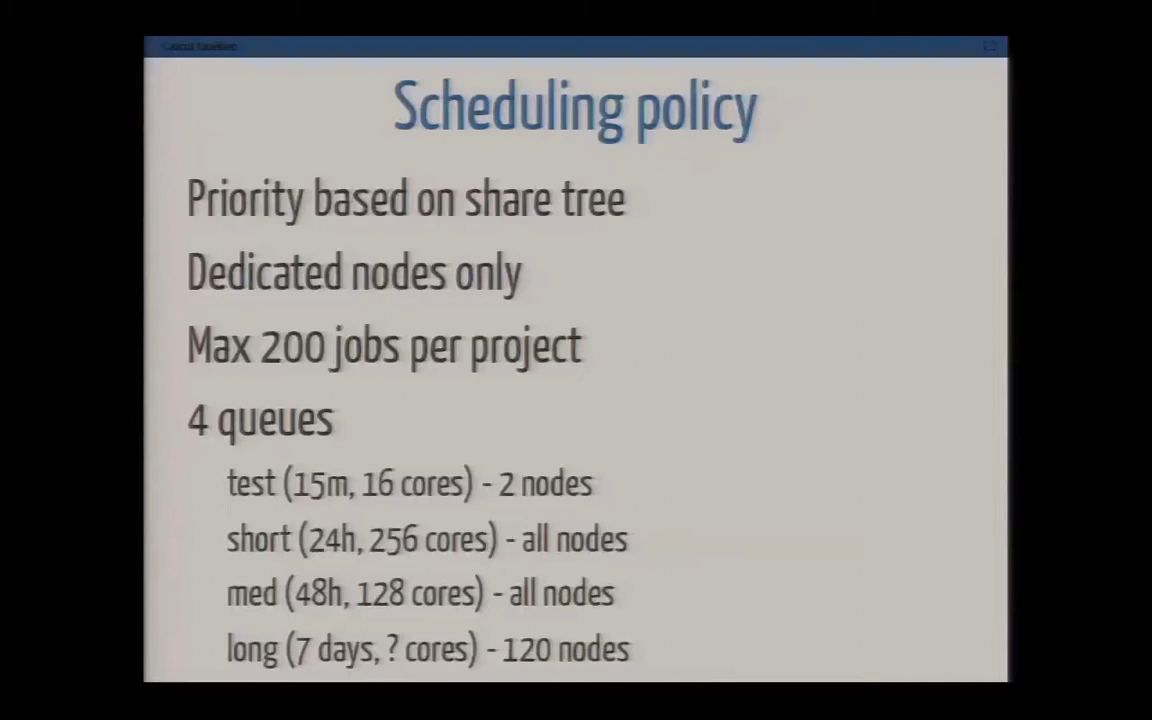 12
Scheduling policy
Priority based on share tree
Dedicated nodes only
Max 200 jobs per project
4 queues
test (15m, 16 cores) - 2 nodes
short (24h, 256 cores) - all nodes
med (48h, 128 cores) - all nodes
long (7 days, ? cores) - 120 nodes